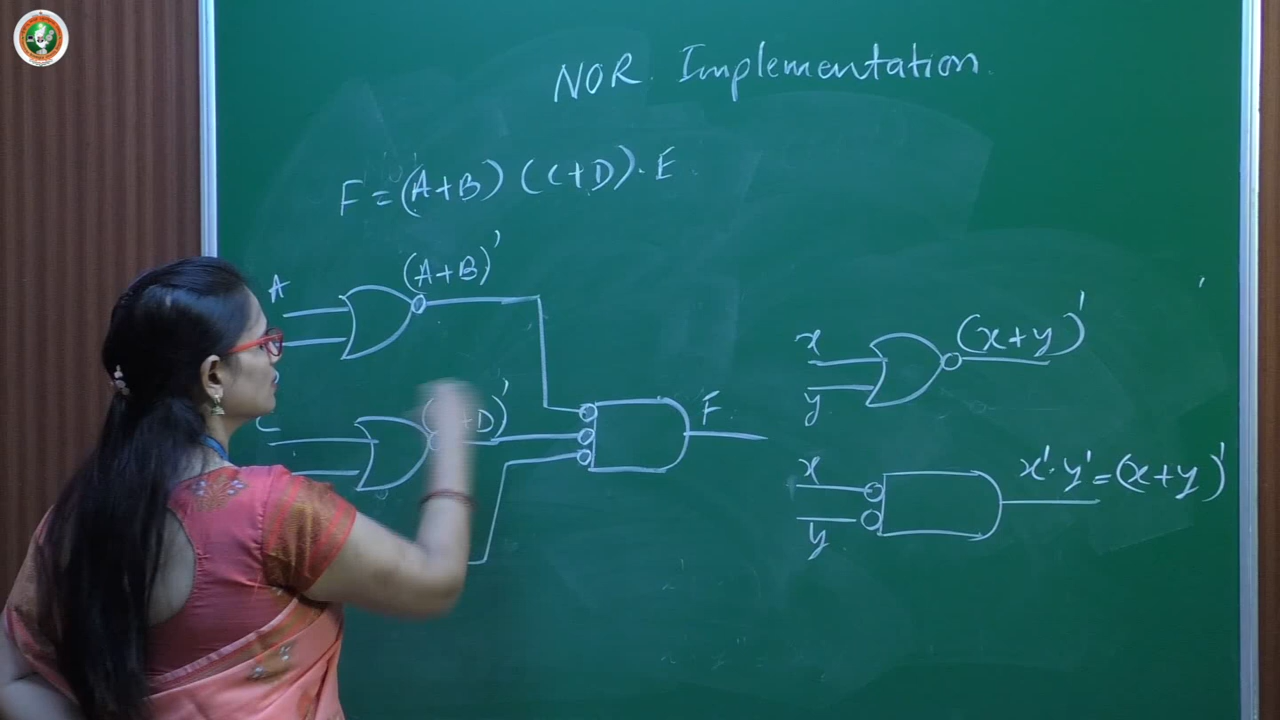 NOR. Implementation.
F = (A+B) (C+D). E
A
(A+B)'
C
+D)'
F
x
y
(x+y)'
x
y
x'. y' = (x+y)'